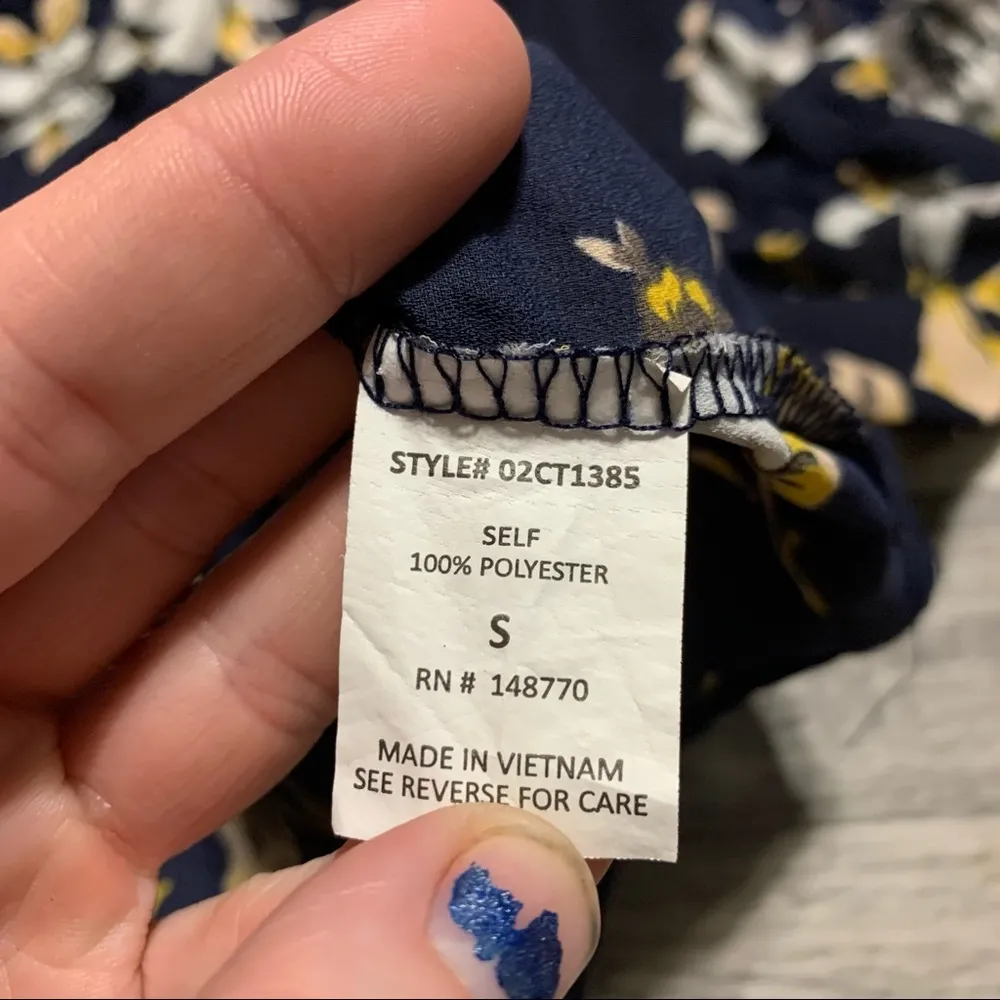 STYLE# 02CT1385
SELF
100% POLYESTER
S
RN # 148770
MADE IN VIETNAM
SEE REVERSE FOR CARE